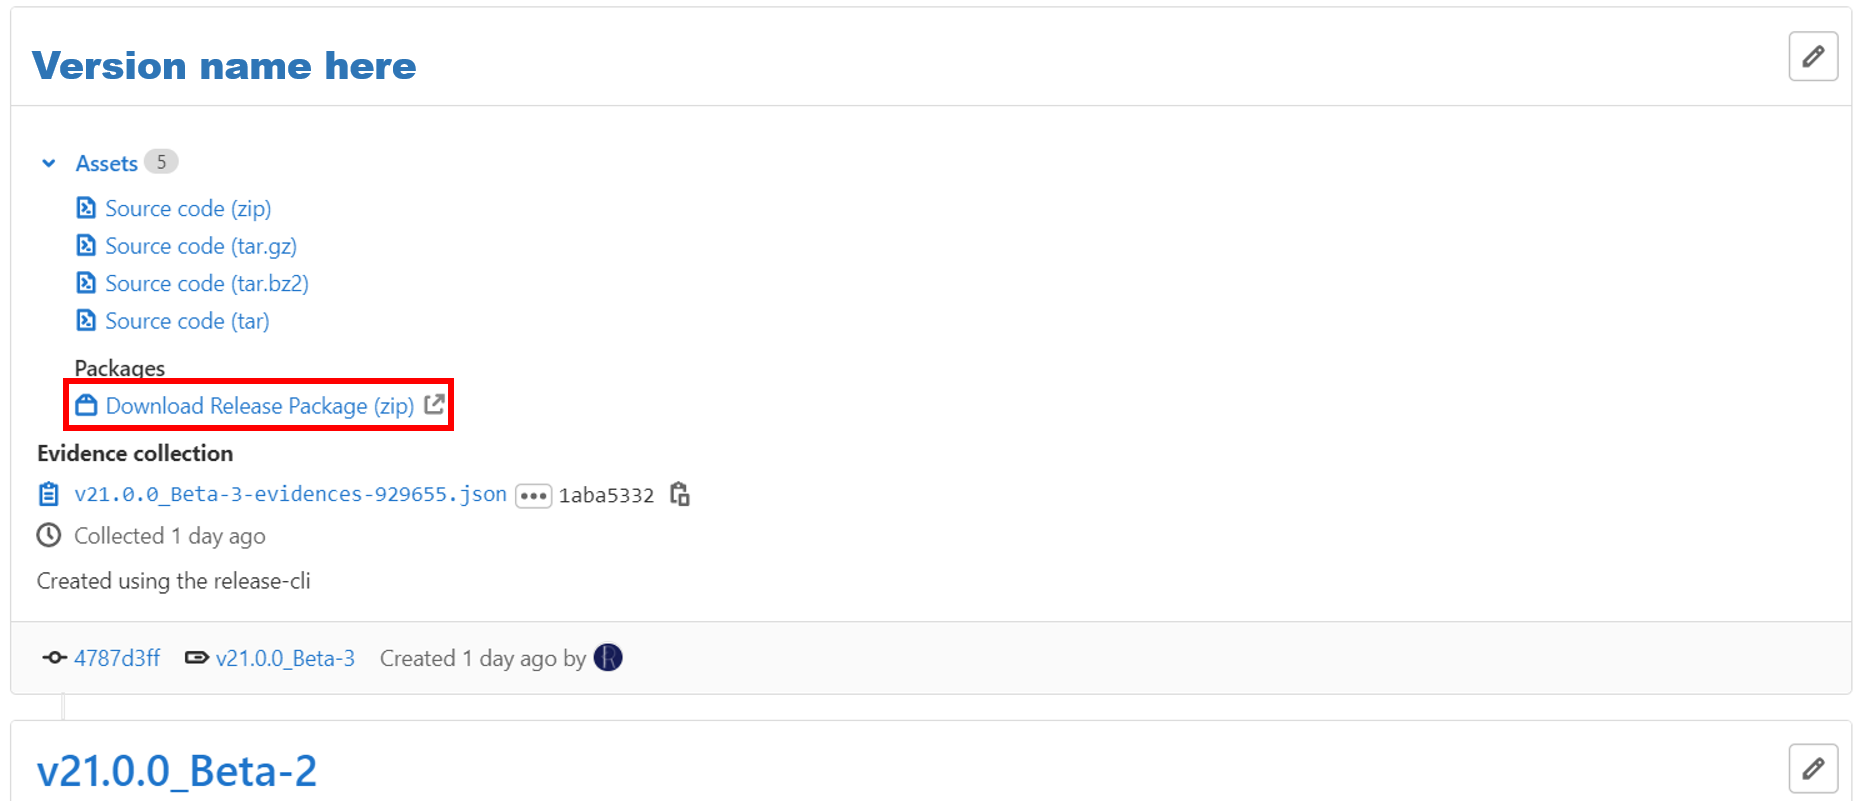 Version name here
Assets 5
Source code (zip)
Source code (tar.gz)
Source code (tar.bz2)
Source code (tar)
Packages
Download Release Package (zip)
Evidence collection
v21.0.0_Beta-3-evidences-929655.json ••• 1aba5332
Collected 1 day ago
Created using the release-cli
4787d3ff v21.0.0_Beta-3 Created 1 day ago by R
v21.0.0_Beta-2